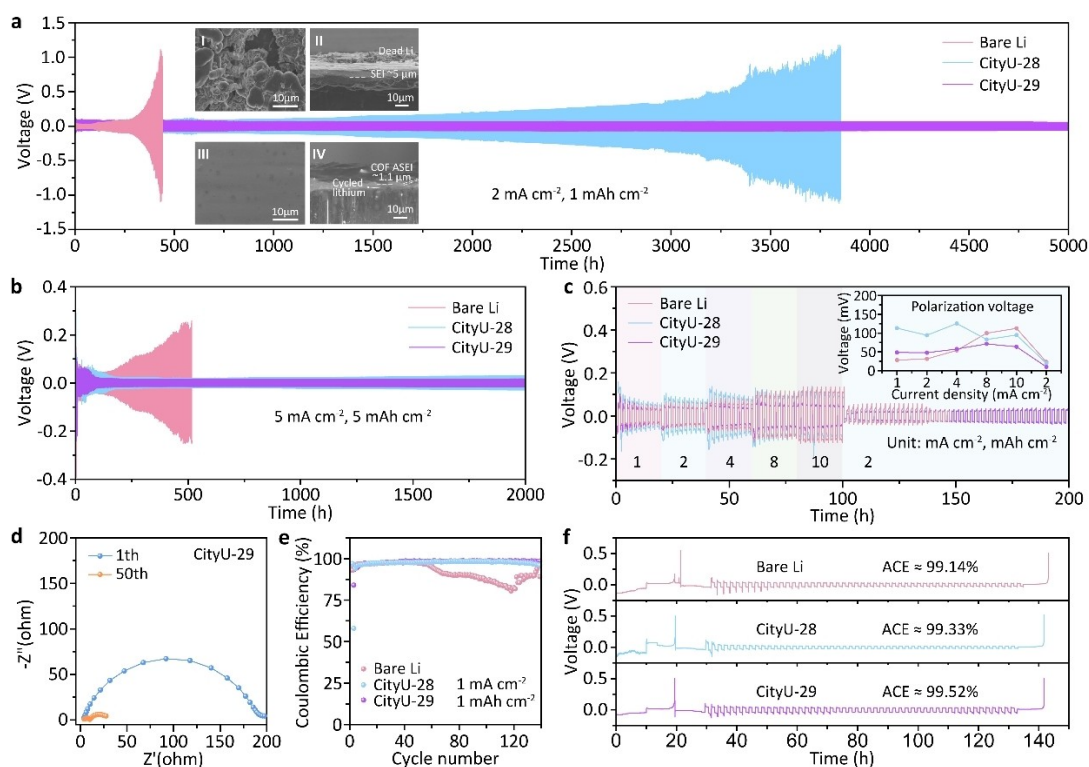 a
Voltage (V)
1.5
1.0
0.5
0.0
-0.5
-1.0
-1.5
I
10μm
II
Dead Li
SEI ~5 μm
10μm
III
10μm
IV
COF ASEI
~1.1 μm
Cycled
lithium
10μm
Bare Li
CityU-28
CityU-29
2 mA cm⁻², 1 mAh cm⁻²
0 500 1000 1500 2000 2500 3000 3500 4000 4500 5000
Time (h)
b
Voltage (V)
0.4
0.2
0.0
-0.2
-0.4
Bare Li
CityU-28
CityU-29
5 mA cm⁻², 5 mAh cm⁻²
0 500 1000 1500 2000
Time (h)
c
Voltage (V)
0.6
0.4
0.2
0.0
-0.2
Bare Li
CityU-28
CityU-29
Polarization voltage
Voltage (mV)
200
150
100
50
0
1 2 4 8 10 2
Current density (mA cm⁻²)
Unit: mA cm⁻², mAh cm⁻²
1 2 4 8 10 2
0 50 100 150 200
Time (h)
d
-Z''(ohm)
200
150
100
50
0
1th
50th
CityU-29
0 50 100 150 200
Z'(ohm)
e
Coulombic Efficiency (%)
100
75
50
25
0
Bare Li
CityU-28 1 mA cm⁻²
CityU-29 1 mAh cm⁻²
0 40 80 120
Cycle number
f
Voltage (V)
0.5
0.0
Bare Li ACE ≈ 99.14%
0.5
0.0
CityU-28 ACE ≈ 99.33%
0.5
0.0
CityU-29 ACE ≈ 99.52%
0 20 40 60 80 100 120 140
Time (h)